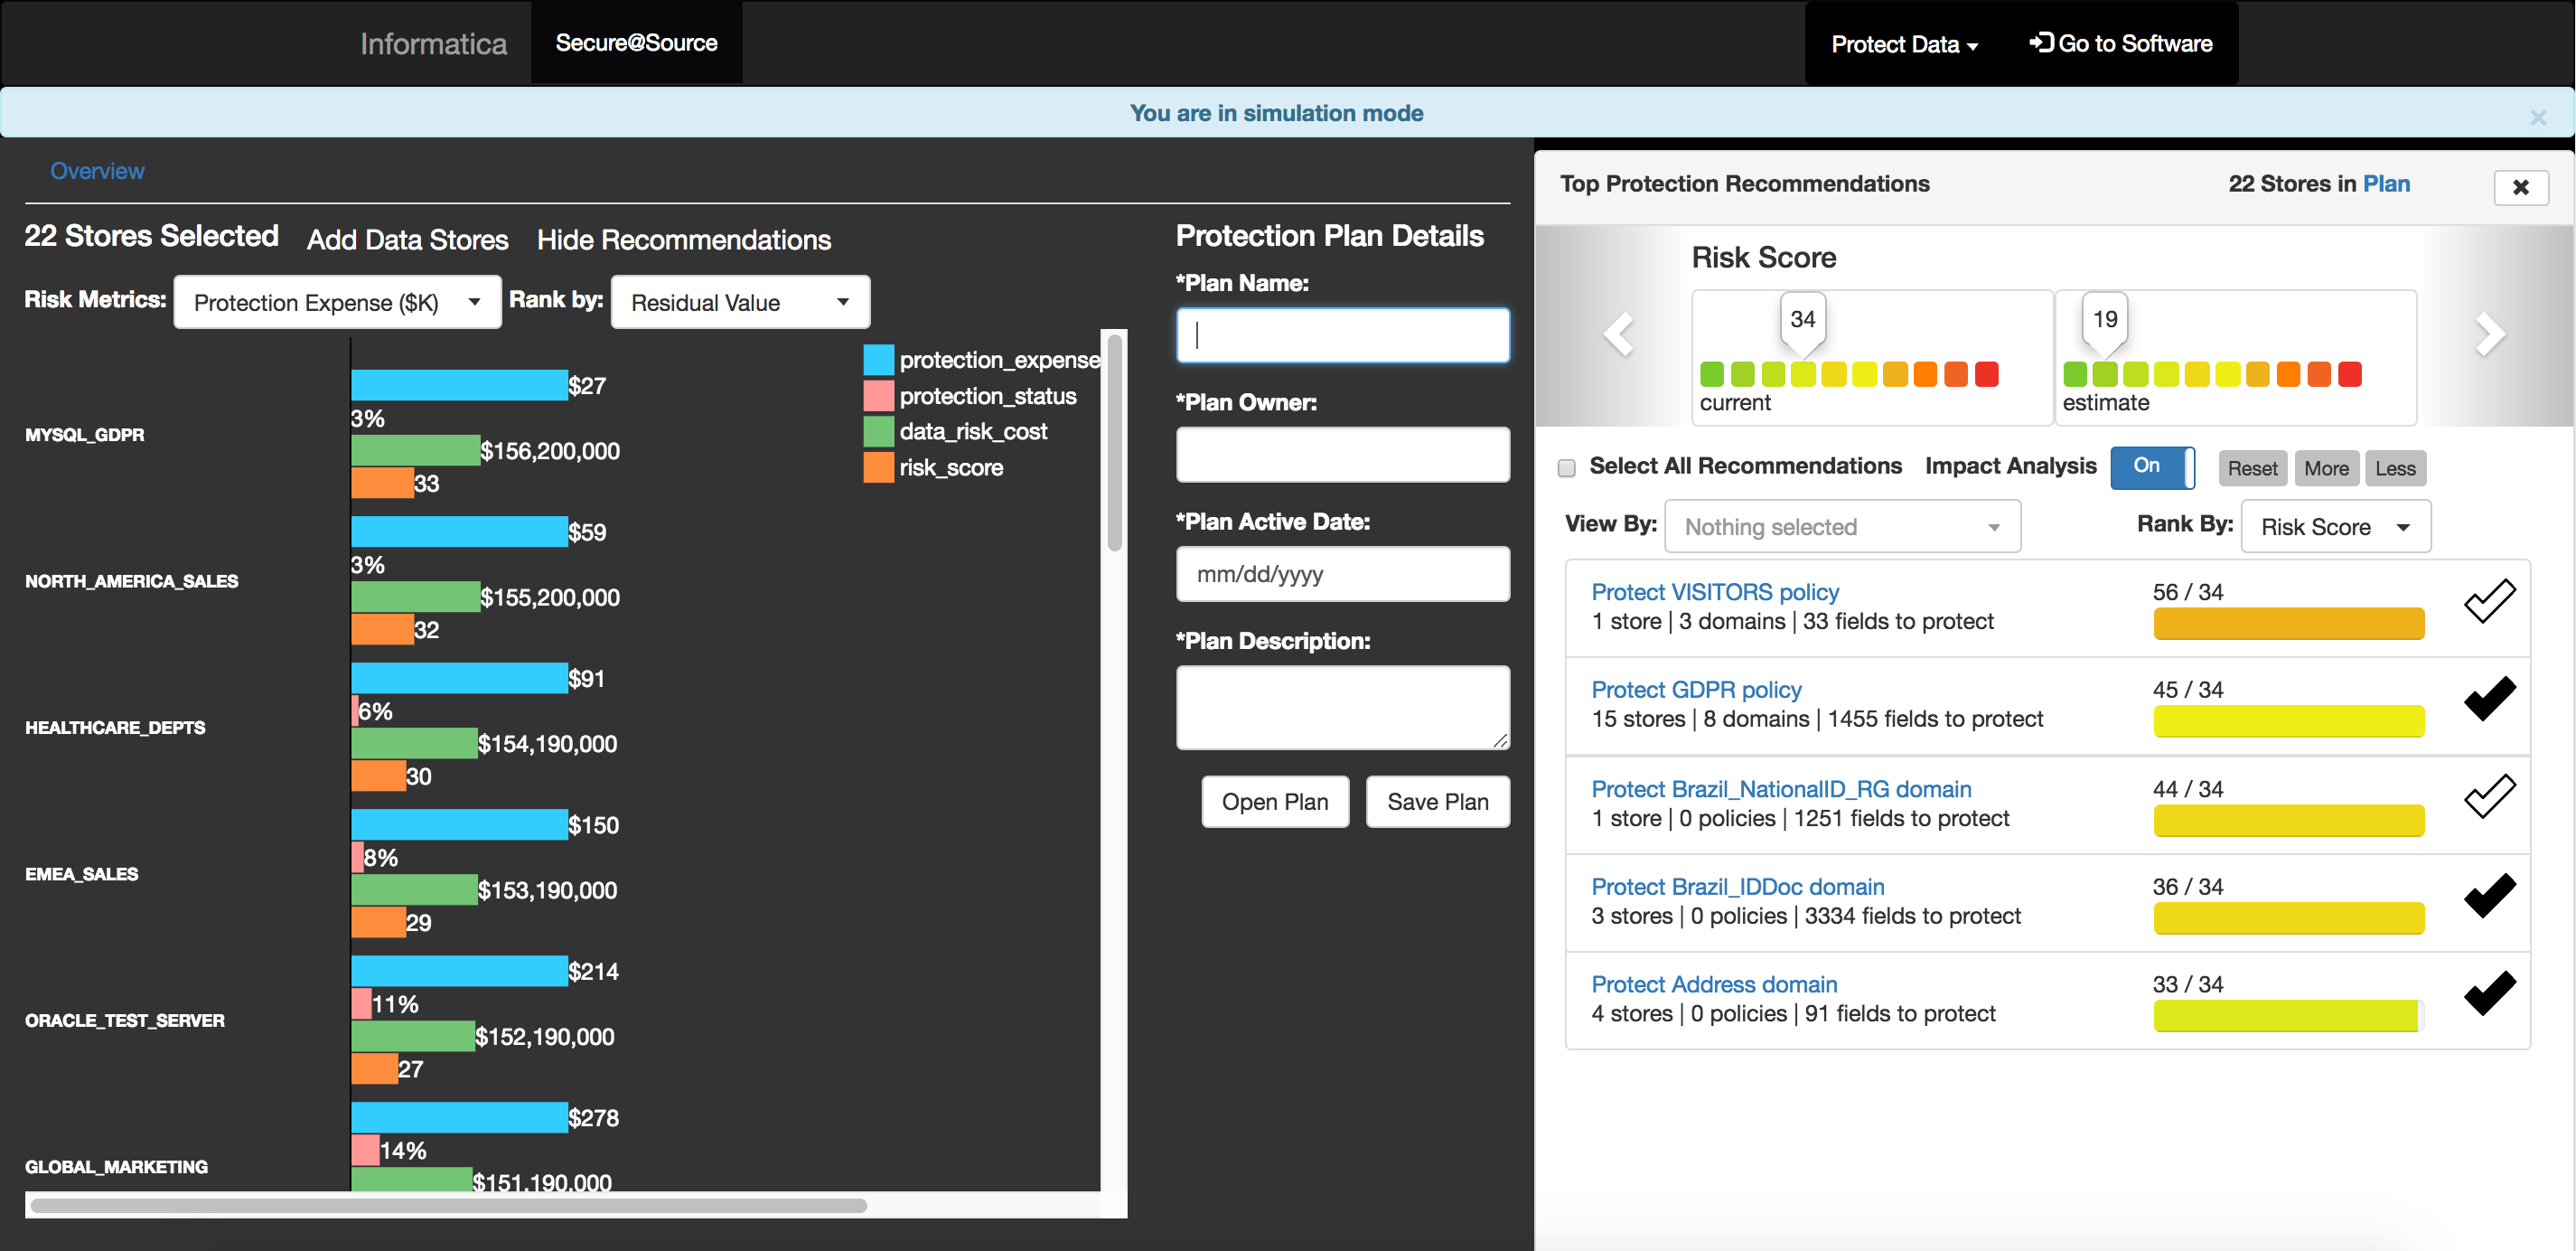 Informatica
Secure@Source
Protect Data
Go to Software
You are in simulation mode
×
Overview
22 Stores Selected
Add Data Stores
Hide Recommendations
Risk Metrics:
Protection Expense ($K)
Rank by:
Residual Value
protection_expense
protection_status
data_risk_cost
risk_score
MYSQL_GDPR
$27
3%
$156,200,000
33
NORTH_AMERICA_SALES
$59
3%
$155,200,000
32
HEALTHCARE_DEPTS
$91
6%
$154,190,000
30
EMEA_SALES
$150
8%
$153,190,000
29
ORACLE_TEST_SERVER
$214
11%
$152,190,000
27
GLOBAL_MARKETING
$278
14%
$151,190,000
Protection Plan Details
*Plan Name:
*Plan Owner:
*Plan Active Date:
mm/dd/yyyy
*Plan Description:
Open Plan
Save Plan
Top Protection Recommendations
22 Stores in Plan
Risk Score
34
current
19
estimate
Select All Recommendations
Impact Analysis
On
Reset
More
Less
View By:
Nothing selected
Rank By:
Risk Score
Protect VISITORS policy
1 store | 3 domains | 33 fields to protect
56 / 34
Protect GDPR policy
15 stores | 8 domains | 1455 fields to protect
45 / 34
Protect Brazil_NationalID_RG domain
1 store | 0 policies | 1251 fields to protect
44 / 34
Protect Brazil_IDDoc domain
3 stores | 0 policies | 3334 fields to protect
36 / 34
Protect Address domain
4 stores | 0 policies | 91 fields to protect
33 / 34